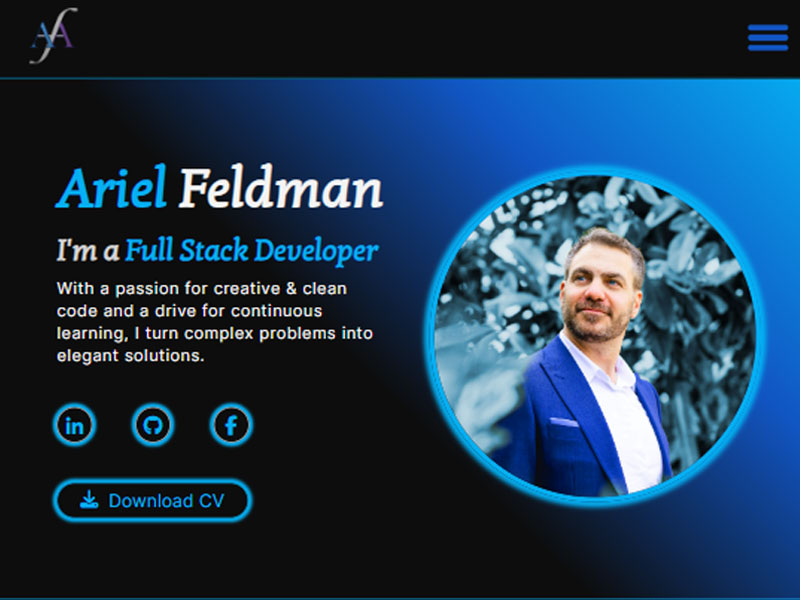 Ariel Feldman
I'm a Full Stack Developer
With a passion for creative & clean
code and a drive for continuous
learning, I turn complex problems into
elegant solutions.
in f
Download CV